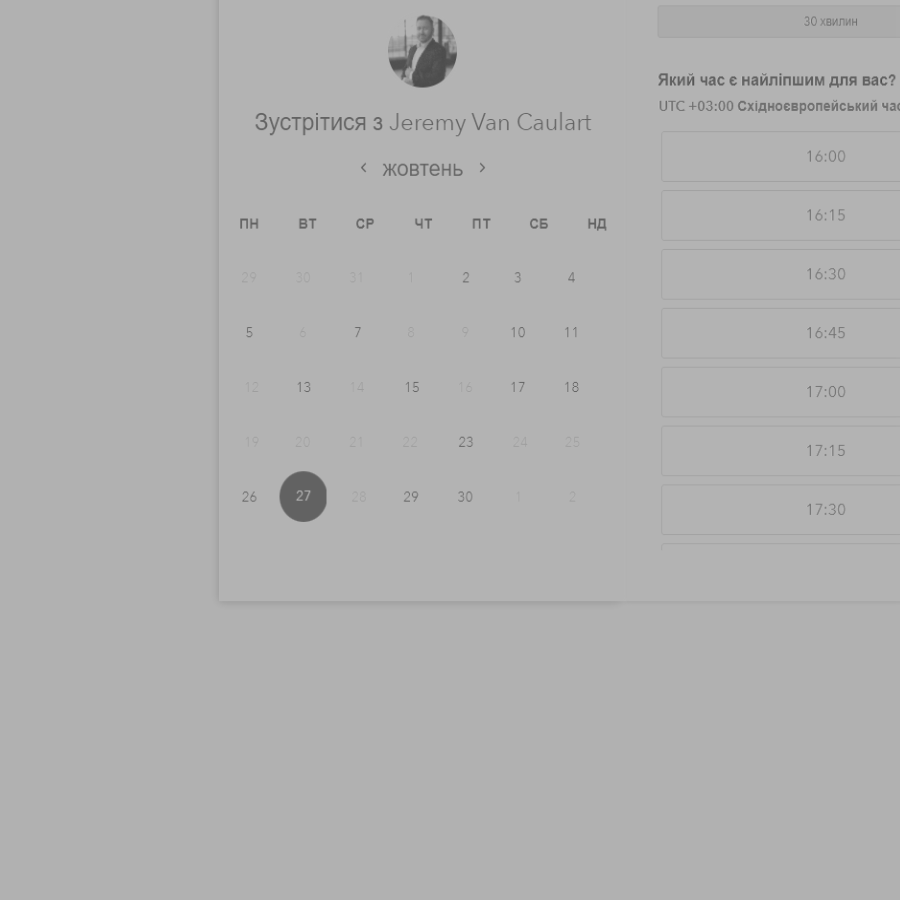 Зустрітися з Jeremy Van Caulart
жовтень
ПН ВТ СР ЧТ ПТ СБ НД
29 30 31 1 2 3 4
5 6 7 8 9 10 11
12 13 14 15 16 17 18
19 20 21 22 23 24 25
26 27 28 29 30 1 2
30 хвилин
Який час є найліпшим для вас?
UTC +03:00 Східноєвропейський час
16:00
16:15
16:30
16:45
17:00
17:15
17:30